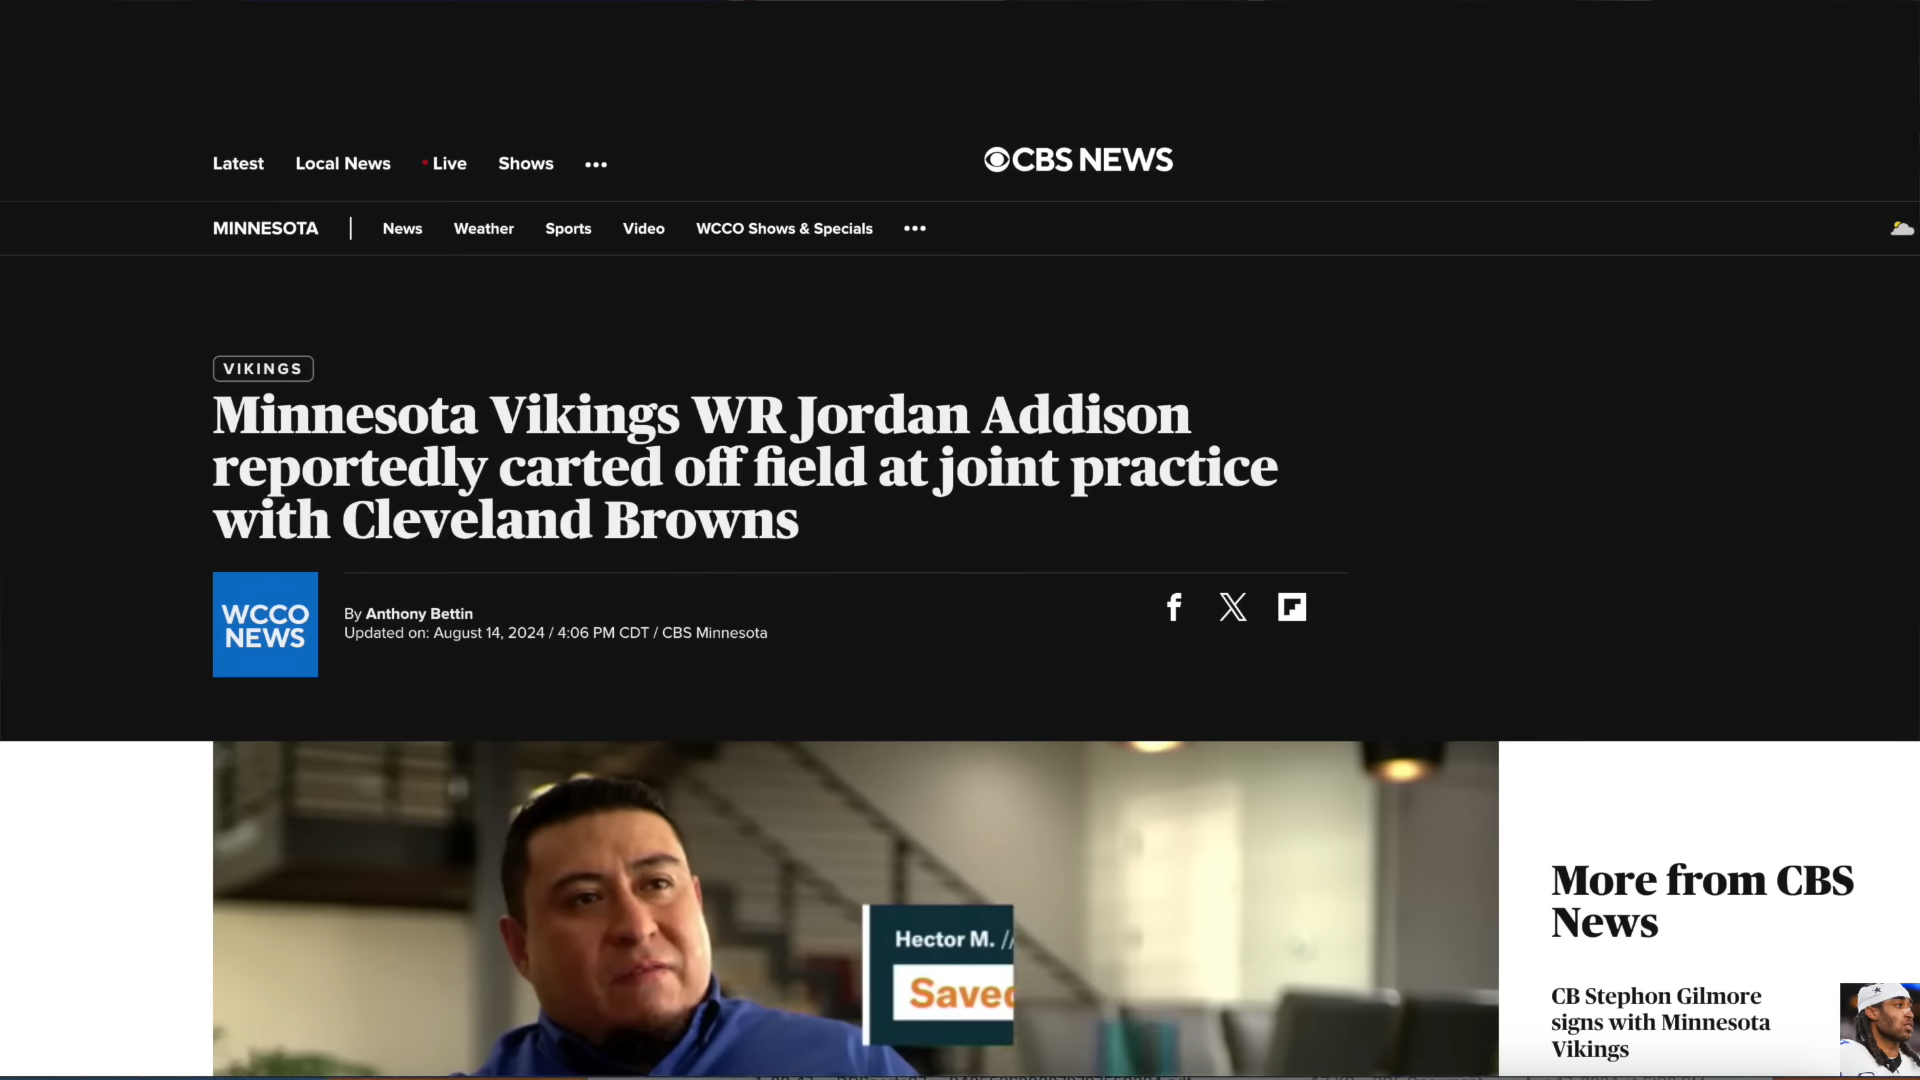 Latest Local News Live Shows
CBS NEWS
MINNESOTA News Weather Sports Video WCCO Shows & Specials
VIKINGS
Minnesota Vikings WR Jordan Addison
reportedly carted off field at joint practice
with Cleveland Browns
WCCO
NEWS
By Anthony Bettin
Updated on: August 14, 2024 / 4:06 PM CDT / CBS Minnesota
Hector M. //
Saved
More from CBS
News
CB Stephon Gilmore
signs with Minnesota
Vikings